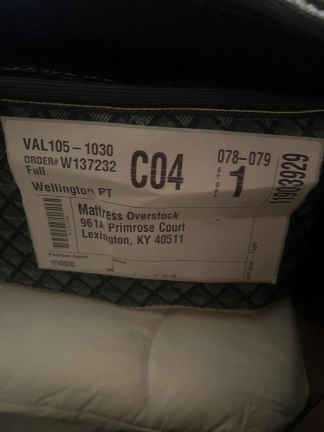 VAL105-1030
ORDER# W137232
Full
Wellington PT
C04
078-079
1
1903929
Mattress Overstock
961A Primrose Court
Lexington, KY 40511